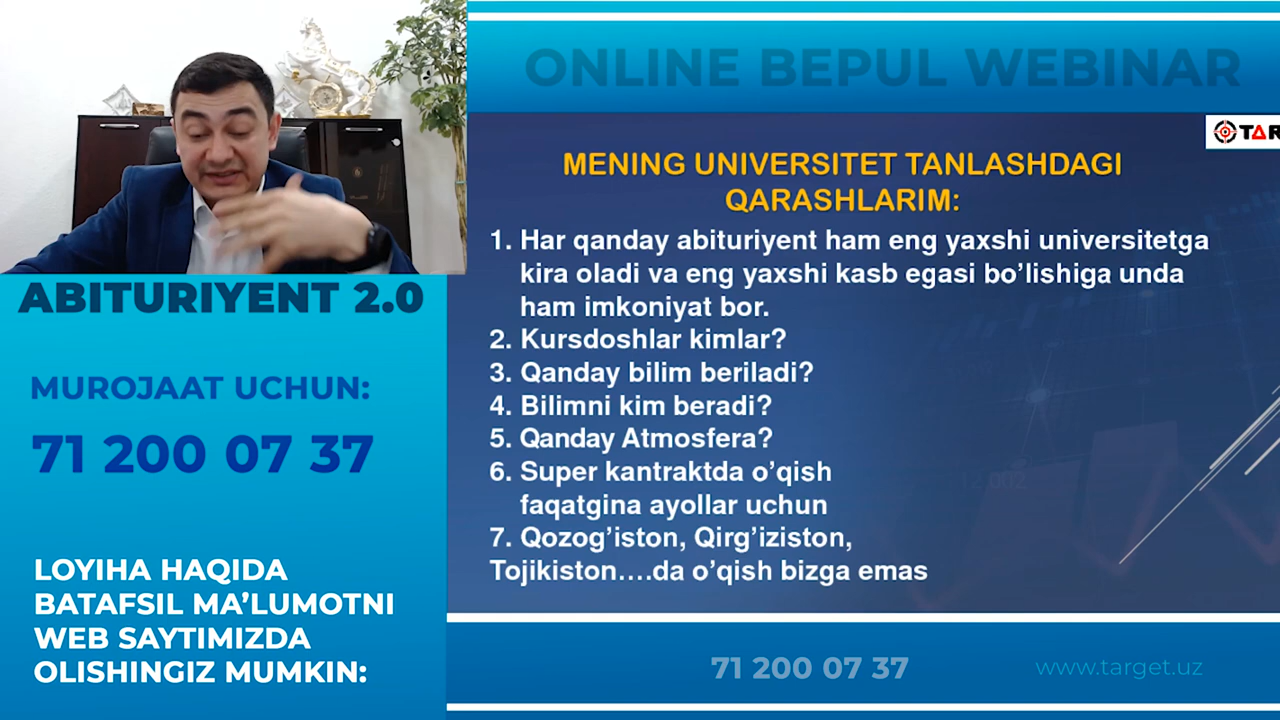 ONLINE BEPUL WEBINAR
TAR
MENING UNIVERSITET TANLASHDAGI
QARASHLARIM:
1. Har qanday abituriyent ham eng yaxshi universitetga
kira oladi va eng yaxshi kasb egasi bo’lishiga unda
ham imkoniyat bor.
2. Kursdoshlar kimlar?
3. Qanday bilim beriladi?
4. Bilimni kim beradi?
5. Qanday Atmosfera?
6. Super kantraktda o’qish
faqatgina ayollar uchun
7. Qozog’iston, Qirg’iziston,
Tojikiston....da o’qish bizga emas
ABITURIYENT 2.0
MUROJAAT UCHUN:
71 200 07 37
LOYIHA HAQIDA
BATAFSIL MA’LUMOTNI
WEB SAYTIMIZDA
OLISHINGIZ MUMKIN:
71 200 07 37
www.target.uz